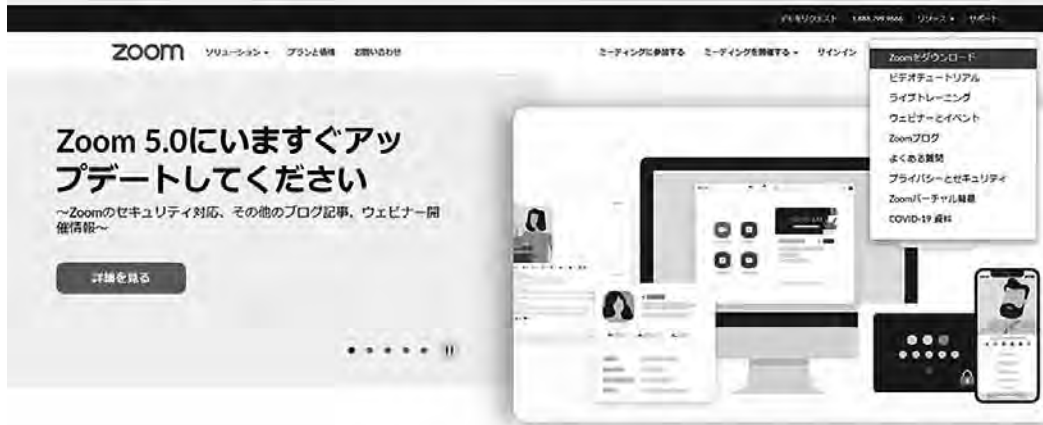 デモをリクエスト 1.888.799.9666 リソース サポート
zoom ソリューション プランと価格 お問い合わせ ミーティングに参加する ミーティングを開催する サインイン
Zoomをダウンロード
ビデオチュートリアル
ライブトレーニング
ウェビナーとイベント
Zoomブログ
よくある質問
プライバシーとセキュリティ
Zoomバーチャル背景
COVID-19 資料
Zoom 5.0にいますぐアッ
プデートしてください
～Zoomのセキュリティ対応、その他のブログ記事、ウェビナー開
催情報～
詳細を見る